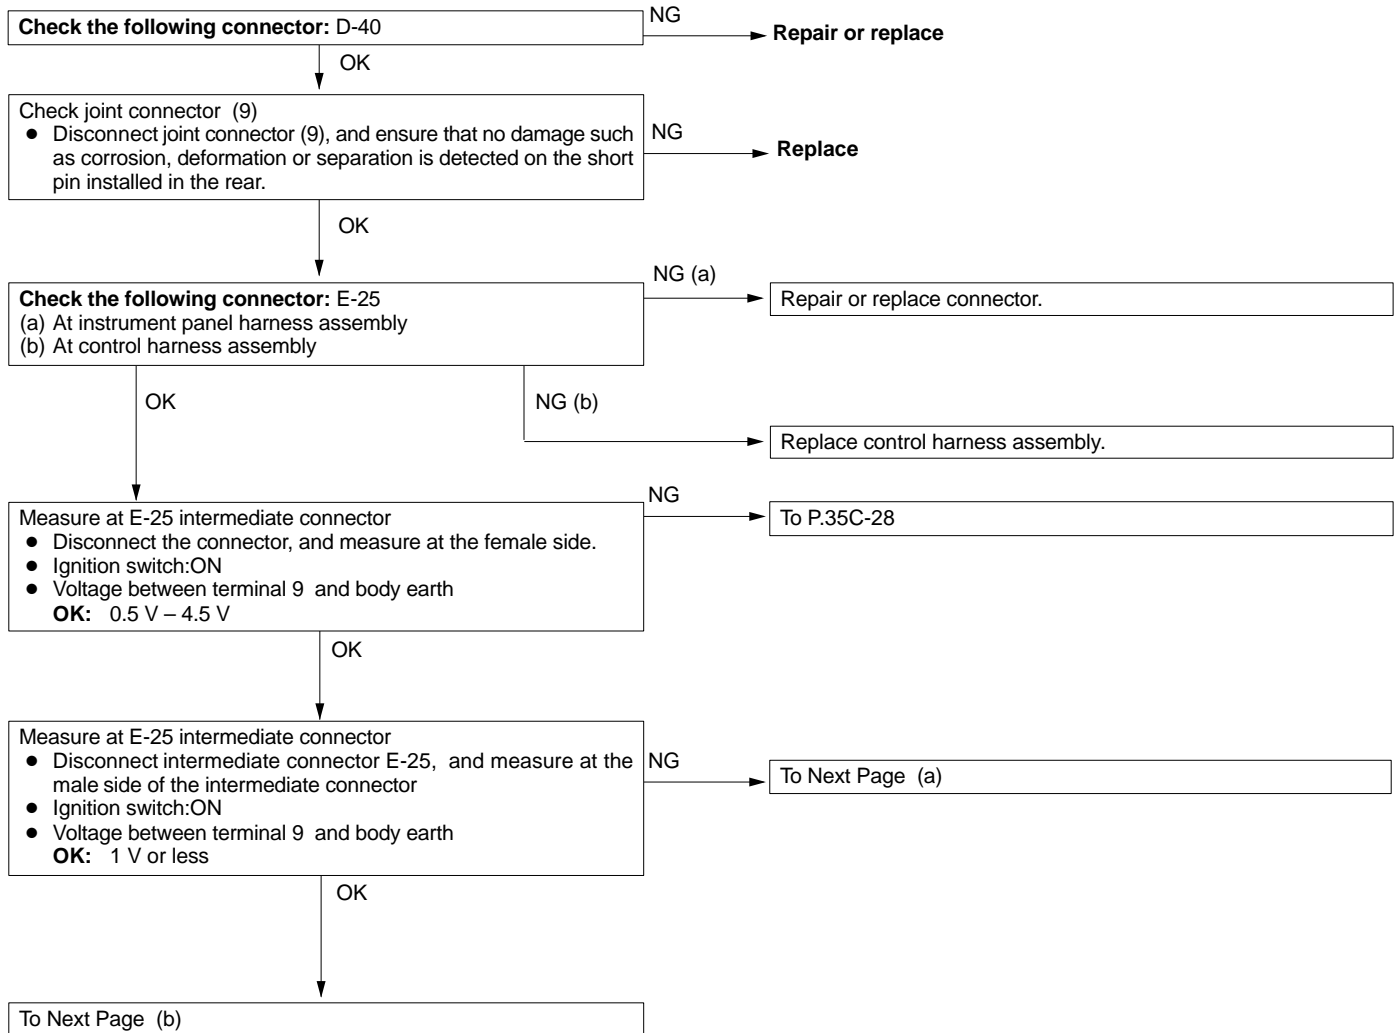 Check the following connector: D-40
NG
Repair or replace
OK
Check joint connector (9)
● Disconnect joint connector (9), and ensure that no damage such
as corrosion, deformation or separation is detected on the short
pin installed in the rear.
NG
Replace
OK
Check the following connector: E-25
(a) At instrument panel harness assembly
(b) At control harness assembly
NG (a)
Repair or replace connector.
OK
NG (b)
Replace control harness assembly.
Measure at E-25 intermediate connector
● Disconnect the connector, and measure at the female side.
● Ignition switch:ON
● Voltage between terminal 9 and body earth
OK: 0.5 V – 4.5 V
NG
To P.35C-28
OK
Measure at E-25 intermediate connector
● Disconnect intermediate connector E-25, and measure at the
male side of the intermediate connector
● Ignition switch:ON
● Voltage between terminal 9 and body earth
OK: 1 V or less
NG
To Next Page (a)
OK
To Next Page (b)